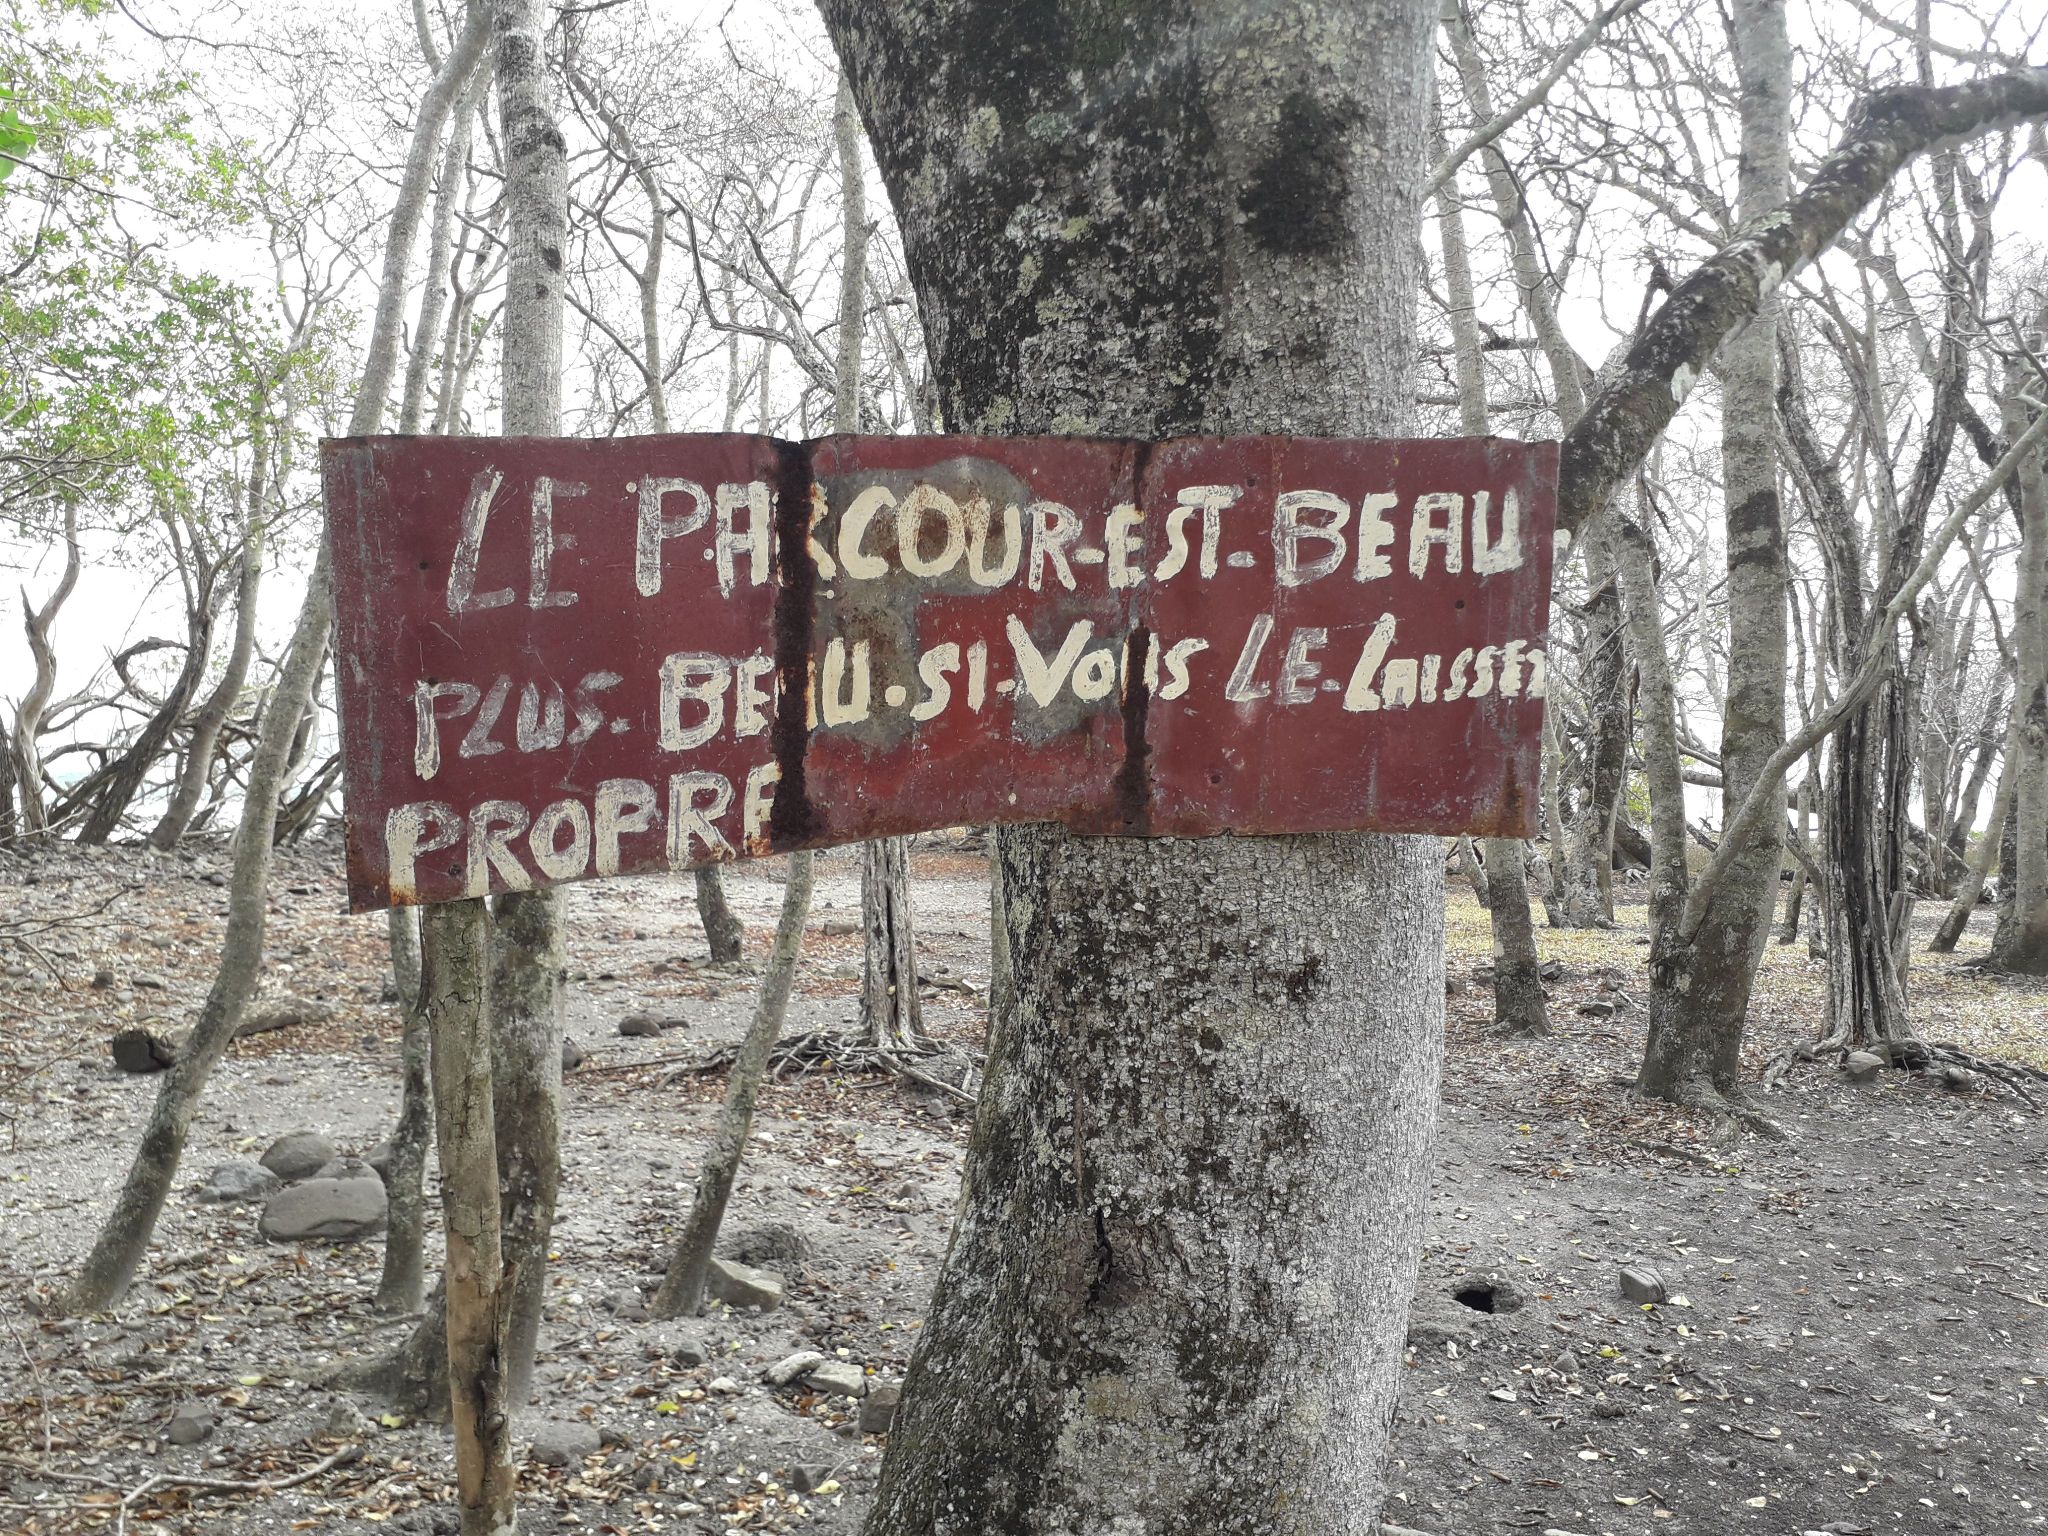 LE PARCOUR-EST-BEAU
PLUS-BEAU-SI-VOUS LE-LAISSEZ
PROPRE